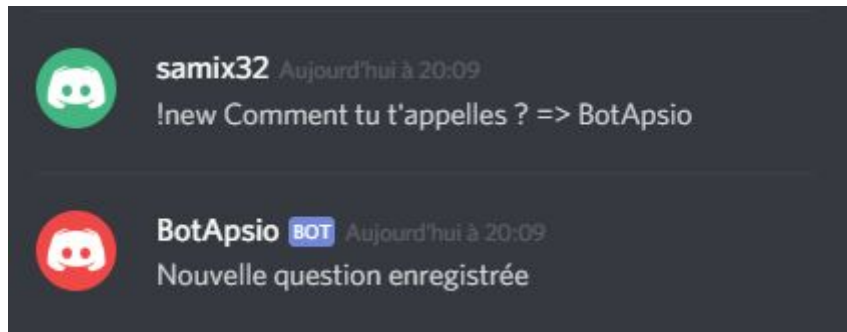 samix32 Aujourd'hui à 20:09
!new Comment tu t'appelles ? => BotApsio
BotApsio BOT Aujourd'hui à 20:09
Nouvelle question enregistrée